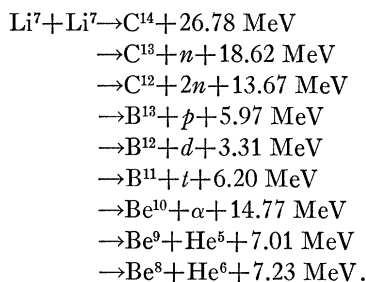 Li⁷+Li⁷→C¹⁴+26.78 MeV
→C¹³+n+18.62 MeV
→C¹²+2n+13.67 MeV
→B¹³+p+5.97 MeV
→B¹²+d+3.31 MeV
→B¹¹+t+6.20 MeV
→Be¹⁰+α+14.77 MeV
→Be⁹+He⁵+7.01 MeV
→Be⁸+He⁶+7.23 MeV.